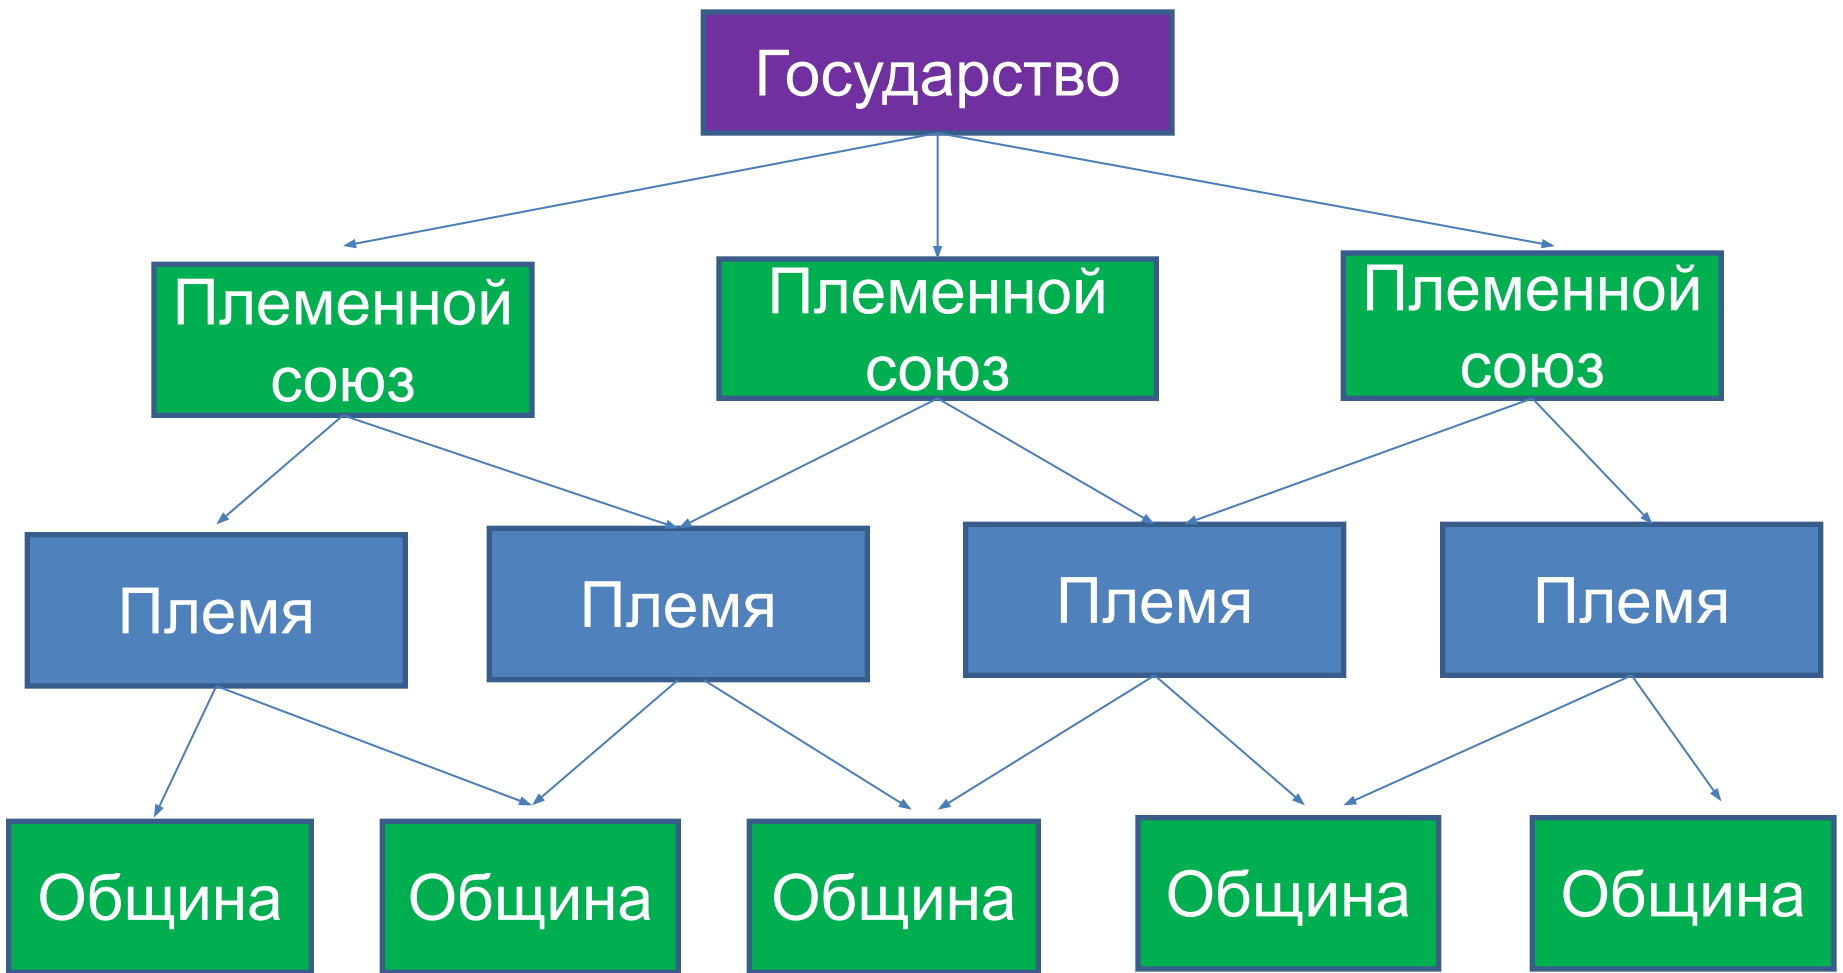 Государство
Племенной
союз
Племенной
союз
Племенной
союз
Племя
Племя
Племя
Племя
Община
Община
Община
Община
Община